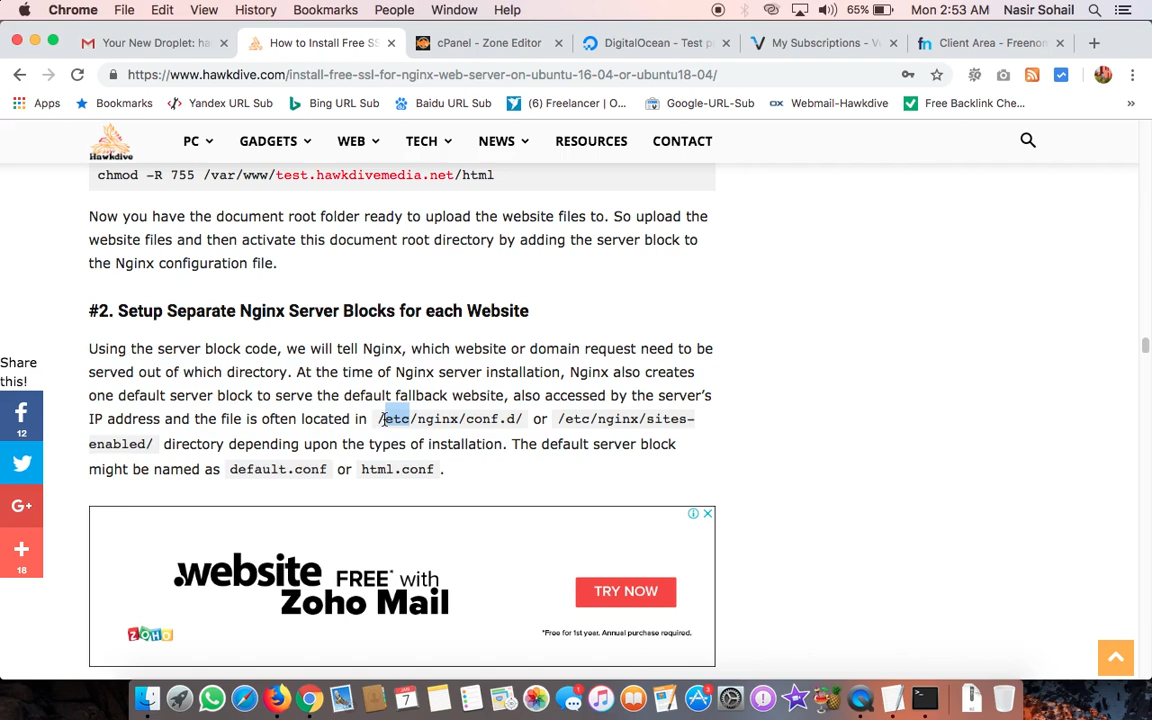 Chrome File Edit View History Bookmarks People Window Help 65% Mon 2:53 AM Nasir Sohail
Your New Droplet: ha How to Install Free SS cPanel - Zone Editor DigitalOcean - Test p My Subscriptions - V Client Area - Freenom
https://www.hawkdive.com/install-free-ssl-for-nginx-web-server-on-ubuntu-16-04-or-ubuntu18-04/
Apps Bookmarks Yandex URL Sub Bing URL Sub Baidu URL Sub (6) Freelancer | O... Google-URL-Sub Webmail-Hawkdive Free Backlink Che... »
Hawkdive PC GADGETS WEB TECH NEWS RESOURCES CONTACT
chmod -R 755 /var/www/test.hawkdivemedia.net/html
Now you have the document root folder ready to upload the website files to. So upload the
website files and then activate this document root directory by adding the server block to
the Nginx configuration file.
#2. Setup Separate Nginx Server Blocks for each Website
Using the server block code, we will tell Nginx, which website or domain request need to be
served out of which directory. At the time of Nginx server installation, Nginx also creates
one default server block to serve the default fallback website, also accessed by the server's
IP address and the file is often located in /etc/nginx/conf.d/ or /etc/nginx/sites-
enabled/ directory depending upon the types of installation. The default server block
might be named as default.conf or html.conf.
Share
this!
12
G+
18
.website FREE* with
Zoho Mail
TRY NOW
ZOHO
*Free for 1st year. Annual purchase required.
7
3